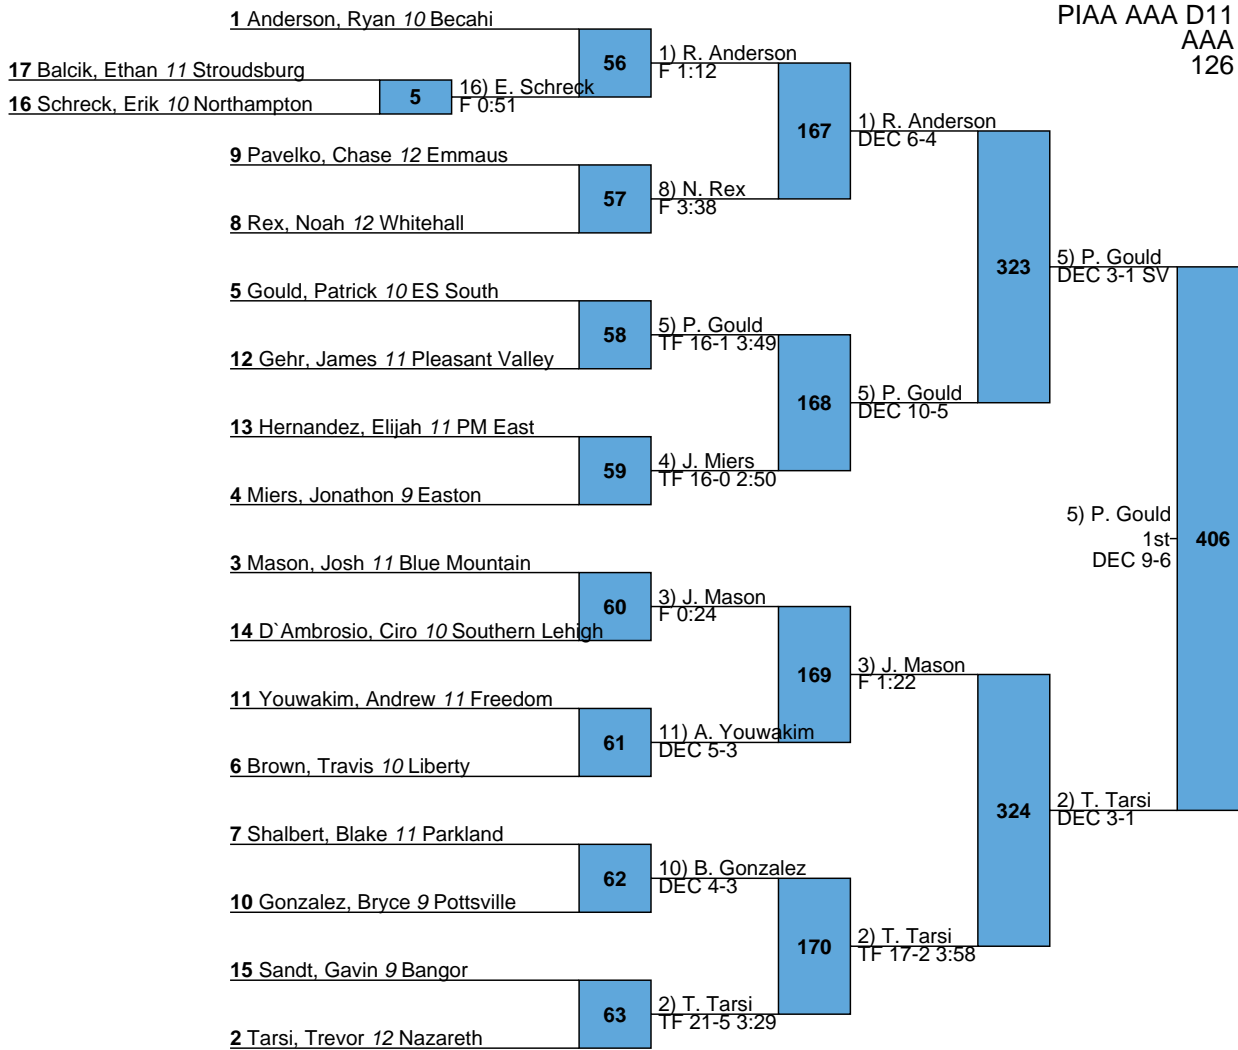 PIAA AAA D11
AAA
126
1 Anderson, Ryan 10 Becahi
17 Balcik, Ethan 11 Stroudsburg
16 Schreck, Erik 10 Northampton
5
16) E. Schreck
F 0:51
56
1) R. Anderson
F 1:12
9 Pavelko, Chase 12 Emmaus
8 Rex, Noah 12 Whitehall
57
8) N. Rex
F 3:38
167
1) R. Anderson
DEC 6-4
5 Gould, Patrick 10 ES South
12 Gehr, James 11 Pleasant Valley
58
5) P. Gould
TF 16-1 3:49
13 Hernandez, Elijah 11 PM East
4 Miers, Jonathon 9 Easton
59
4) J. Miers
TF 16-0 2:50
168
5) P. Gould
DEC 10-5
323
5) P. Gould
DEC 3-1 SV
3 Mason, Josh 11 Blue Mountain
14 D`Ambrosio, Ciro 10 Southern Lehigh
60
3) J. Mason
F 0:24
11 Youwakim, Andrew 11 Freedom
6 Brown, Travis 10 Liberty
61
11) A. Youwakim
DEC 5-3
169
3) J. Mason
F 1:22
7 Shalbert, Blake 11 Parkland
10 Gonzalez, Bryce 9 Pottsville
62
10) B. Gonzalez
DEC 4-3
15 Sandt, Gavin 9 Bangor
2 Tarsi, Trevor 12 Nazareth
63
2) T. Tarsi
TF 21-5 3:29
170
2) T. Tarsi
TF 17-2 3:58
324
2) T. Tarsi
DEC 3-1
5) P. Gould
1st
DEC 9-6
406